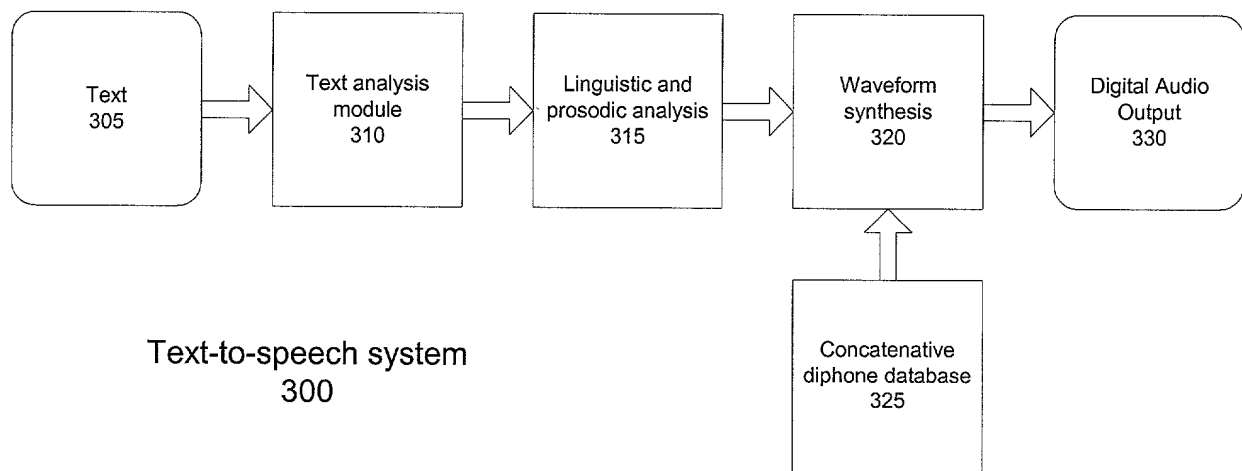 Text
305
Text analysis
module
310
Linguistic and
prosodic analysis
315
Waveform
synthesis
320
Digital Audio
Output
330
Concatenative
diphone database
325
Text-to-speech system
300